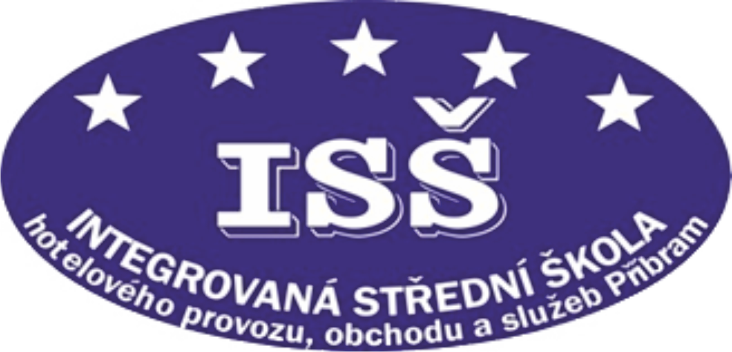 ISŠ
INTEGROVANÁ STŘEDNÍ ŠKOLA
hotelového provozu, obchodu a služeb Příbram